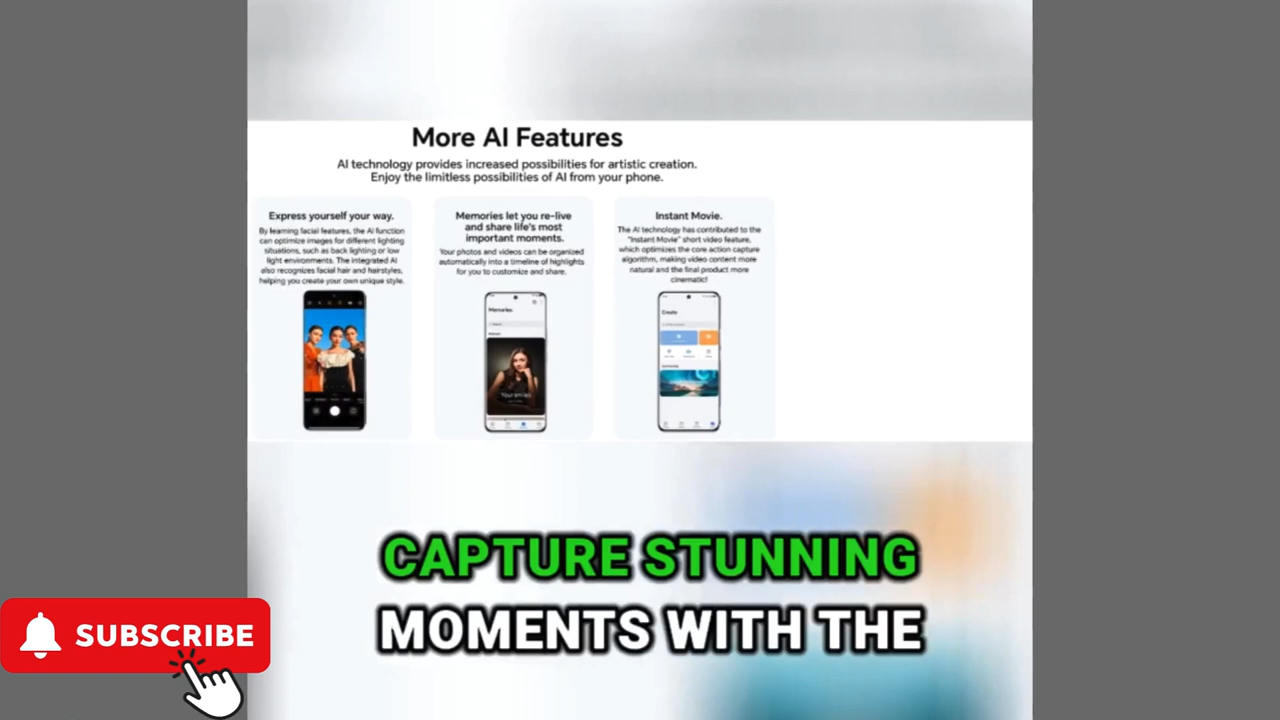 More AI Features
AI technology provides increased possibilities for artistic creation.
Enjoy the limitless possibilities of AI from your phone.
Express yourself your way.
By learning facial features, the AI function
can optimize images for different lighting
situations, such as back lighting or low
light environments. The integrated AI
also recognizes facial hair and hairstyles,
helping you create your own unique style.
Memories let you re-live
and share life's most
important moments.
Your photos and videos can be organized
automatically into a timeline of highlights
for you to customize and share.
Instant Movie.
The AI technology has contributed to the
"Instant Movie" short video feature,
which optimizes the core action capture
algorithm, making video content more
natural and the final product more
cinematic!
Memories
Your smiles
Create
CAPTURE STUNNING
MOMENTS WITH THE
SUBSCRIBE